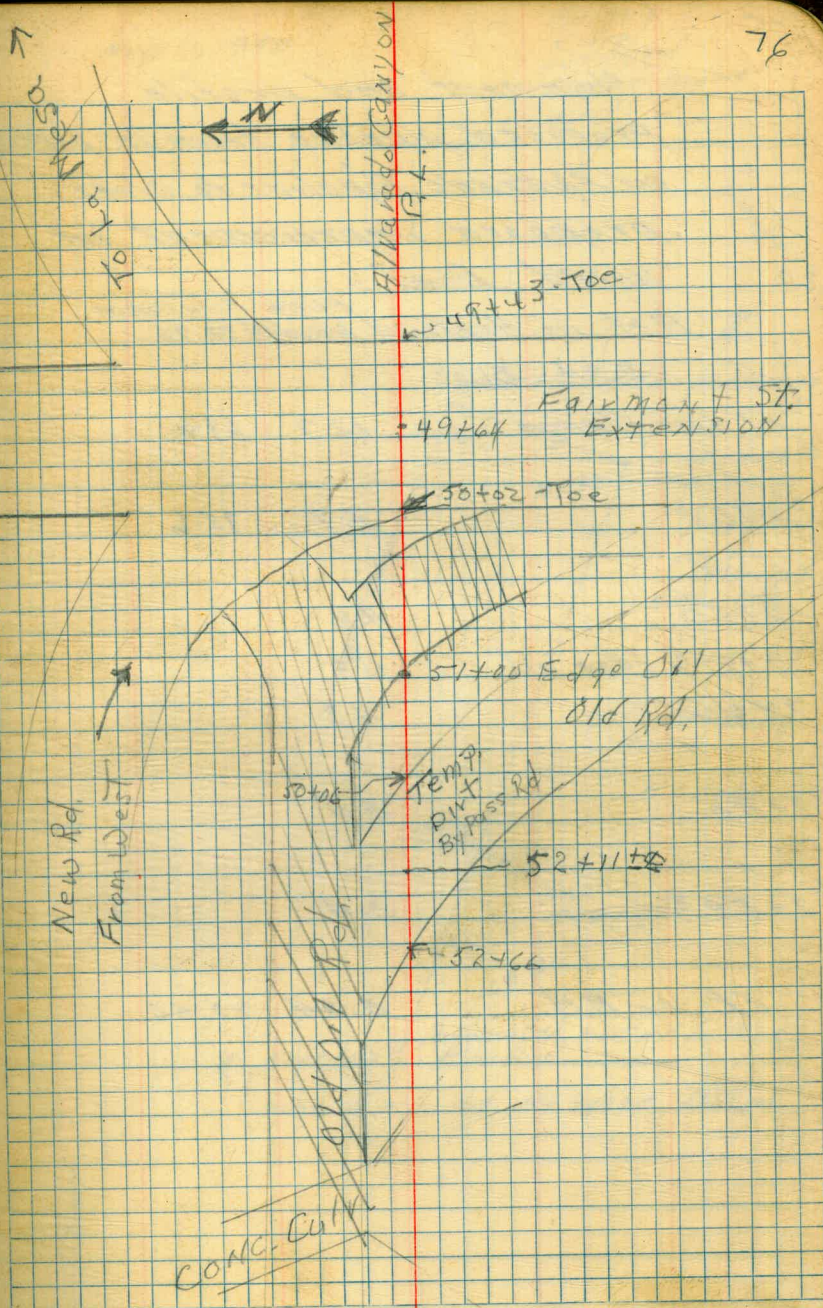 76
To La Mesa
N
Alvarado Canyon
P.L.
49+43-Toe
Fairmont St.
Extension
49+64
50+02-Toe
51+00 Edge Oil
Old Rd.
50+06
Temp.
Dirt
By Pass Rd
New Rd.
From West
52+11±
52+66
Old Oil Rd.
Conc. Culv